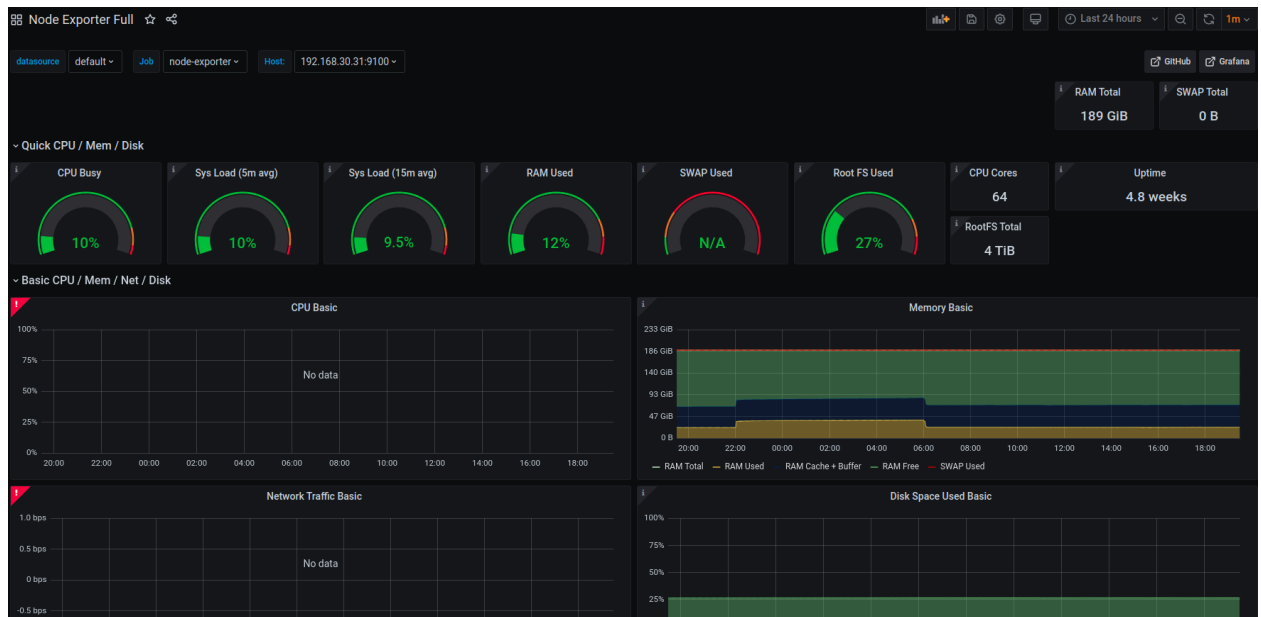 Node Exporter Full
Last 24 hours
1m
datasource default Job node-exporter Host: 192.168.30.31:9100
GitHub Grafana
RAM Total
189 GiB
SWAP Total
0 B
Quick CPU / Mem / Disk
CPU Busy
10%
Sys Load (5m avg)
10%
Sys Load (15m avg)
9.5%
RAM Used
12%
SWAP Used
N/A
Root FS Used
27%
CPU Cores
64
RootFS Total
4 TiB
Uptime
4.8 weeks
Basic CPU / Mem / Net / Disk
CPU Basic
100%
75%
50%
25%
0%
No data
20:00 22:00 00:00 02:00 04:00 06:00 08:00 10:00 12:00 14:00 16:00 18:00
Memory Basic
233 GiB
186 GiB
140 GiB
93 GiB
47 GiB
0 B
20:00 22:00 00:00 02:00 04:00 06:00 08:00 10:00 12:00 14:00 16:00 18:00
RAM Total RAM Used RAM Cache + Buffer RAM Free SWAP Used
Network Traffic Basic
1.0 bps
0.5 bps
0 bps
-0.5 bps
No data
Disk Space Used Basic
100%
75%
50%
25%